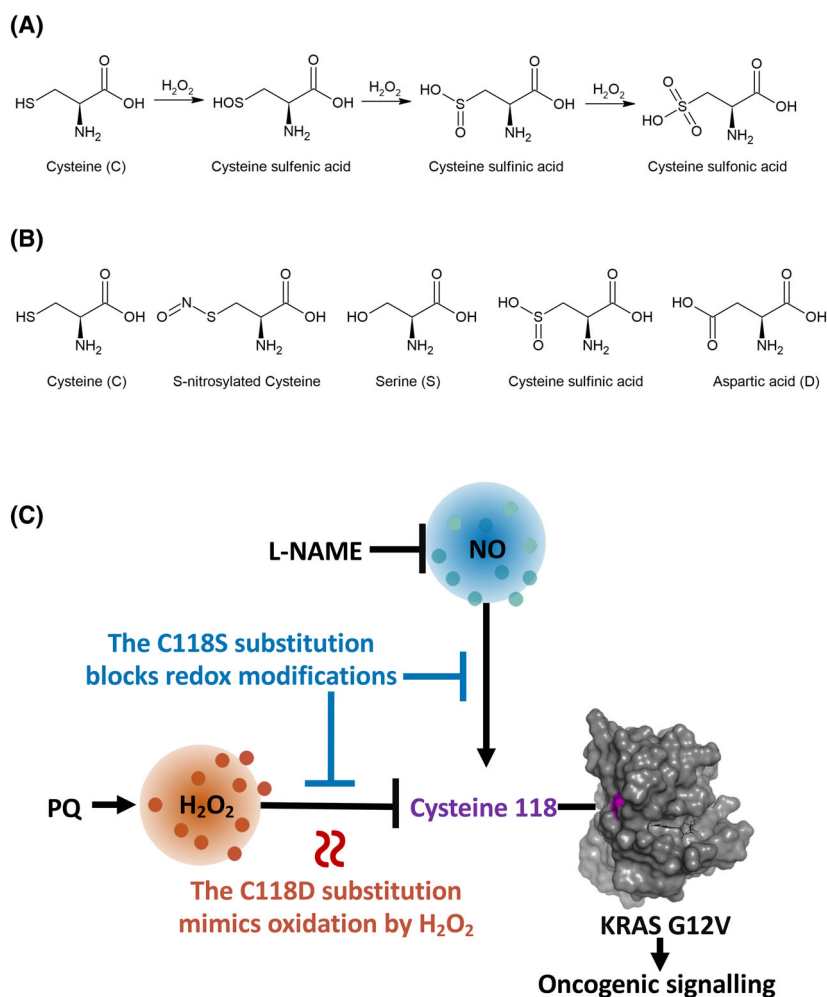 (A)
HS
O
OH
NH₂
H₂O₂
HOS
O
OH
NH₂
H₂O₂
HO
S
O
O
OH
NH₂
H₂O₂
O
S
HO
O
O
OH
NH₂
Cysteine (C)
Cysteine sulfenic acid
Cysteine sulfinic acid
Cysteine sulfonic acid
(B)
HS
O
OH
NH₂
O
N
S
O
OH
NH₂
HO
O
OH
NH₂
HO
S
O
O
OH
NH₂
HO
O
O
OH
NH₂
Cysteine (C)
S-nitrosylated Cysteine
Serine (S)
Cysteine sulfinic acid
Aspartic acid (D)
(C)
L-NAME
NO
The C118S substitution
blocks redox modifications
PQ
H₂O₂
Cysteine 118
The C118D substitution
mimics oxidation by H₂O₂
KRAS G12V
Oncogenic signalling